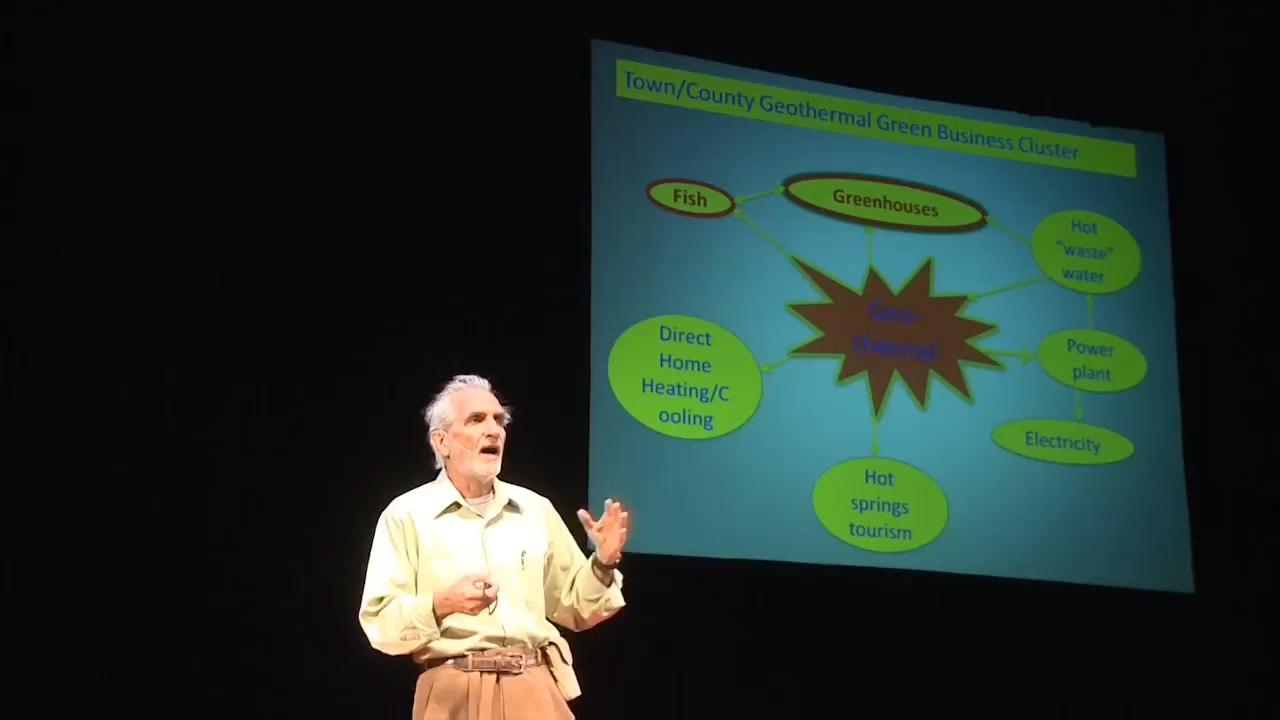 Town/County Geothermal Green Business Cluster
Fish
Greenhouses
Hot
"waste"
water
Geo-
thermal
Direct
Home
Heating/C
ooling
Power
plant
Electricity
Hot
springs
tourism